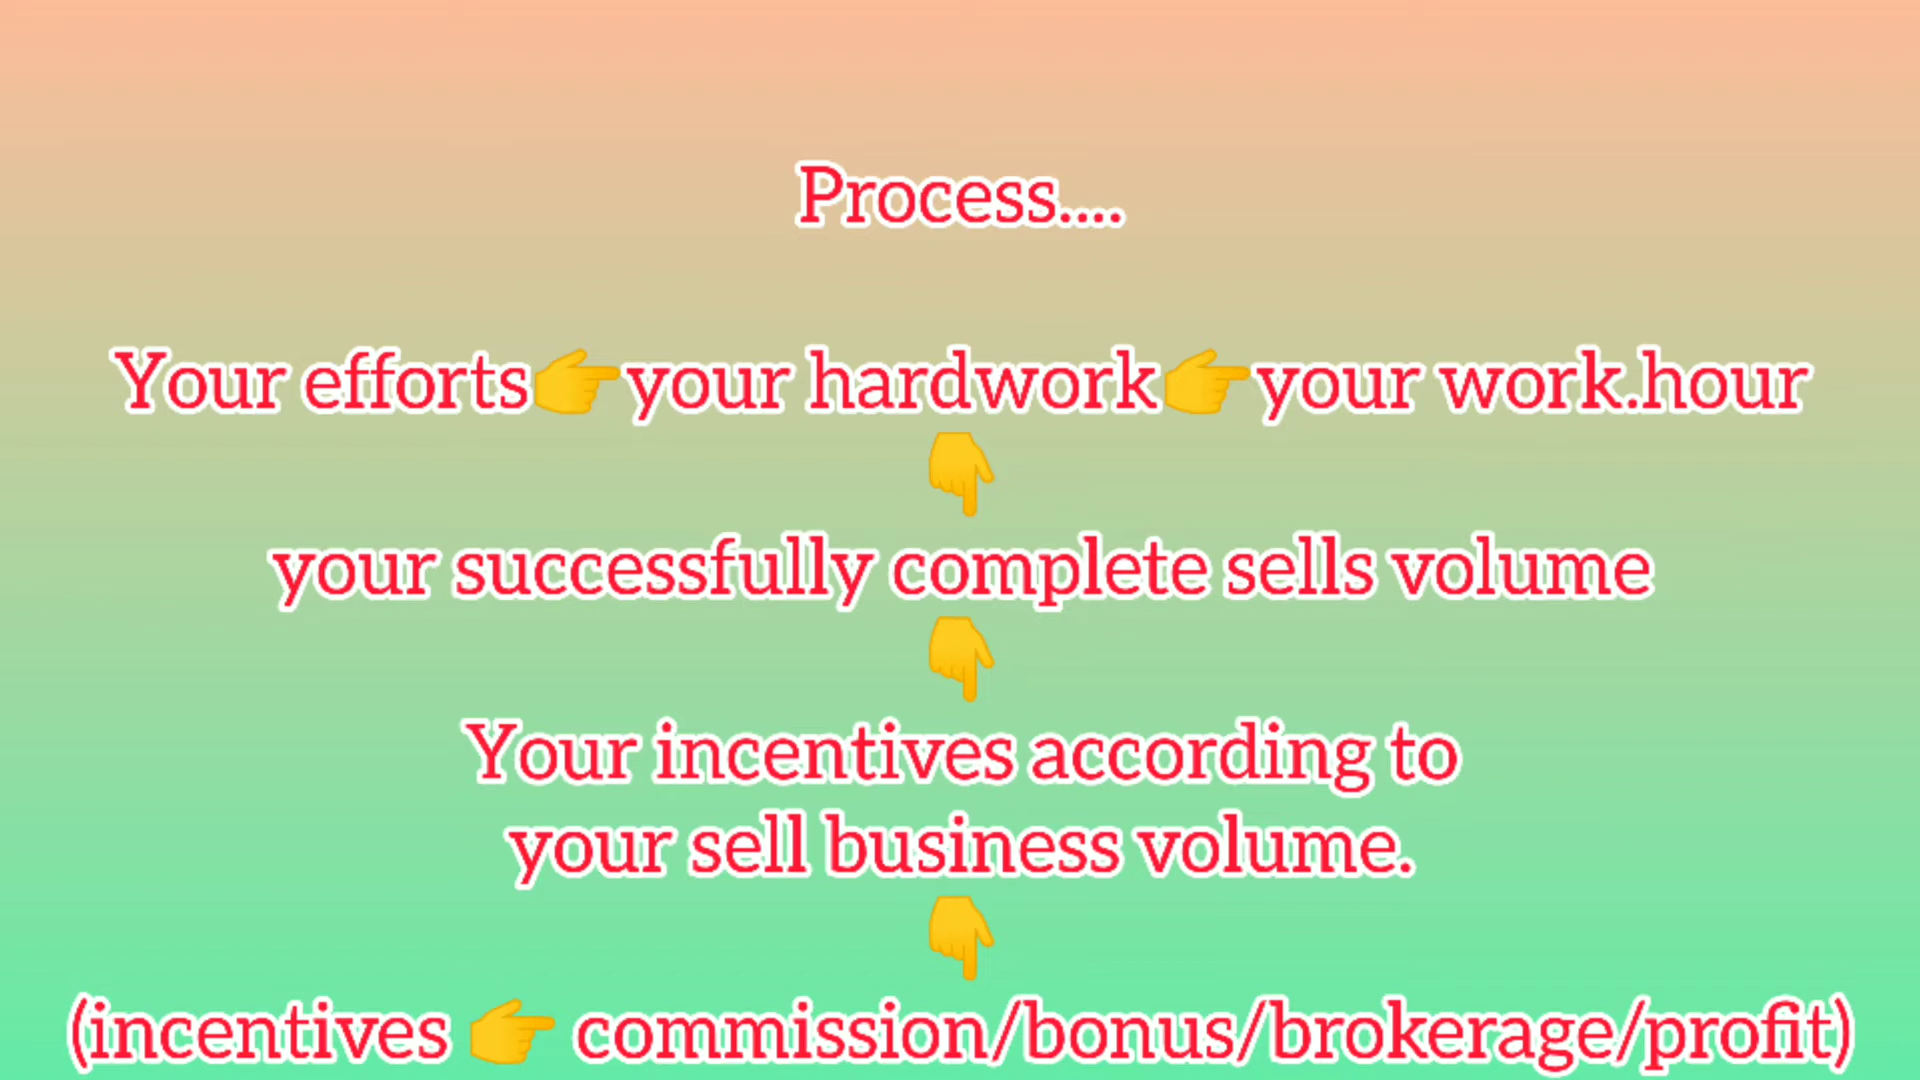 Process....
Your efforts👉your hardwork👉your work.hour
👇
your successfully complete sells volume
👇
Your incentives according to
your sell business volume.
👇
(incentives 👉 commission/bonus/brokerage/profit)